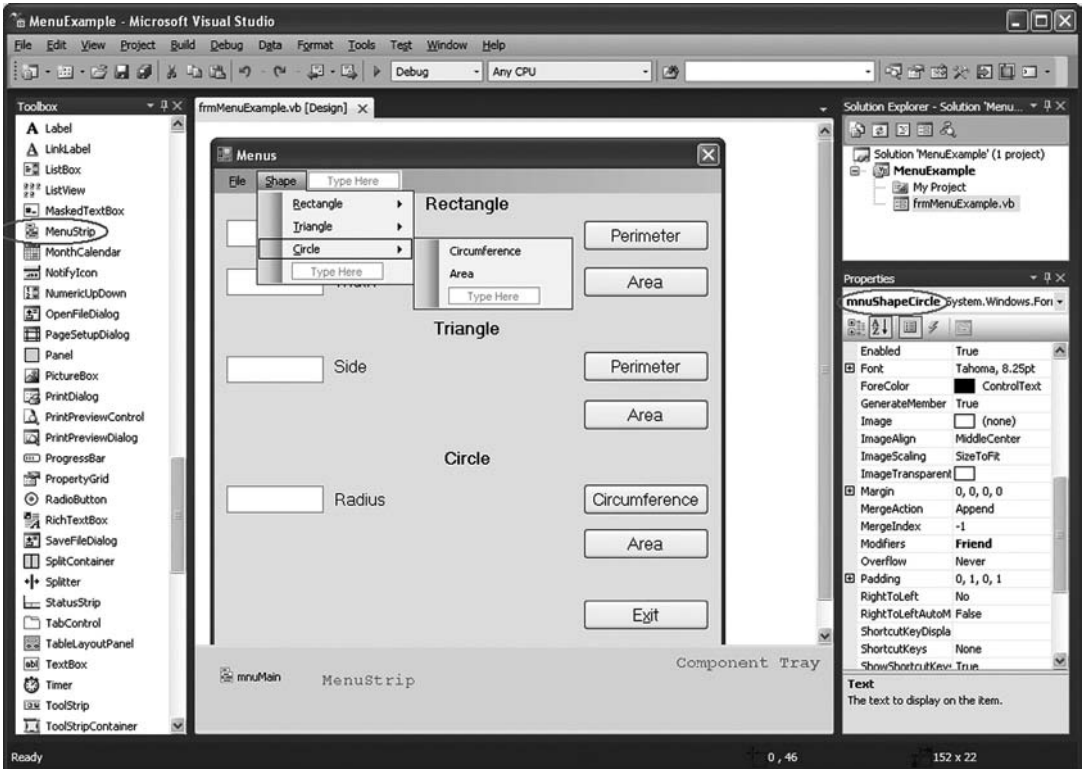 MenuExample - Microsoft Visual Studio
File Edit View Project Build Debug Data Format Tools Test Window Help
Debug Any CPU
Toolbox
A Label
A LinkLabel
ListBox
ListView
MaskedTextBox
MenuStrip
MonthCalendar
NotifyIcon
NumericUpDown
OpenFileDialog
PageSetupDialog
Panel
PictureBox
PrintDialog
PrintPreviewControl
PrintPreviewDialog
ProgressBar
PropertyGrid
RadioButton
RichTextBox
SaveFileDialog
SplitContainer
Splitter
StatusStrip
TabControl
TableLayoutPanel
TextBox
Timer
ToolStrip
ToolStripContainer
frmMenuExample.vb [Design]
Menus
File Shape Type Here
Rectangle
Triangle
Circle
Type Here
Circumference
Area
Type Here
Rectangle
Perimeter
Area
Triangle
Side
Perimeter
Area
Circle
Radius
Circumference
Area
Exit
mnuMain
MenuStrip
Component Tray
Solution Explorer - Solution 'Menu...
Solution 'MenuExample' (1 project)
MenuExample
My Project
frmMenuExample.vb
Properties
mnuShapeCircle System.Windows.Forr
Enabled True
Font Tahoma, 8.25pt
ForeColor ControlText
GenerateMember True
Image (none)
ImageAlign MiddleCenter
ImageScaling SizeToFit
ImageTransparent
Margin 0, 0, 0, 0
MergeAction Append
MergeIndex -1
Modifiers Friend
Overflow Never
Padding 0, 1, 0, 1
RightToLeft No
RightToLeftAutoM False
ShortcutKeyDispla
ShortcutKeys None
ShowShortcutKey: True
Text
The text to display on the item.
Ready
0 , 46
152 x 22